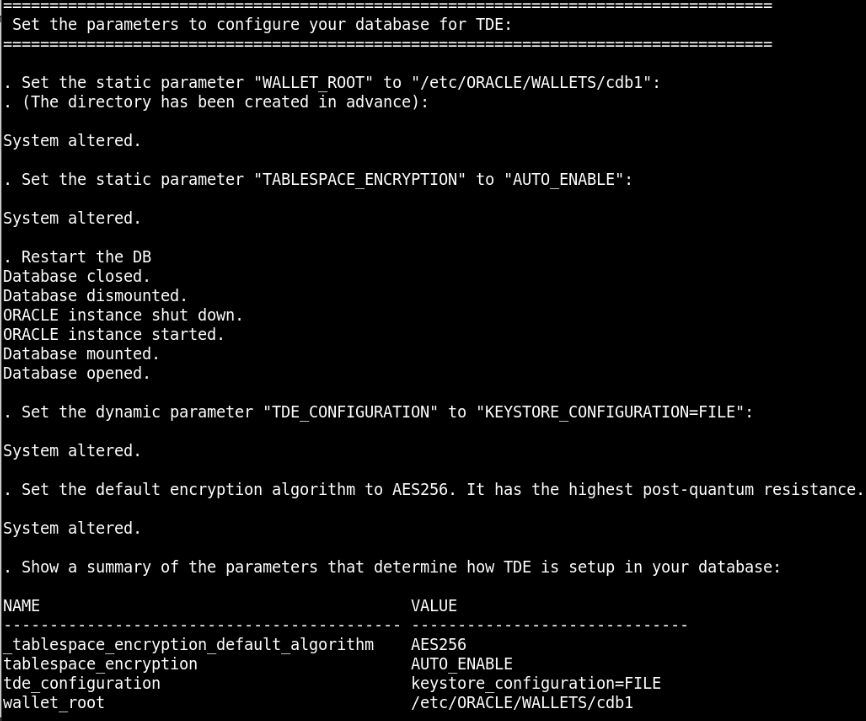 ================================================================================
Set the parameters to configure your database for TDE:
================================================================================
. Set the static parameter "WALLET_ROOT" to "/etc/ORACLE/WALLETS/cdb1":
. (The directory has been created in advance):
System altered.
. Set the static parameter "TABLESPACE_ENCRYPTION" to "AUTO_ENABLE":
System altered.
. Restart the DB
Database closed.
Database dismounted.
ORACLE instance shut down.
ORACLE instance started.
Database mounted.
Database opened.
. Set the dynamic parameter "TDE_CONFIGURATION" to "KEYSTORE_CONFIGURATION=FILE":
System altered.
. Set the default encryption algorithm to AES256. It has the highest post-quantum resistance.
System altered.
. Show a summary of the parameters that determine how TDE is setup in your database:
NAME VALUE
------------------------------------------- ------------------------------
_tablespace_encryption_default_algorithm AES256
tablespace_encryption AUTO_ENABLE
tde_configuration keystore_configuration=FILE
wallet_root /etc/ORACLE/WALLETS/cdb1